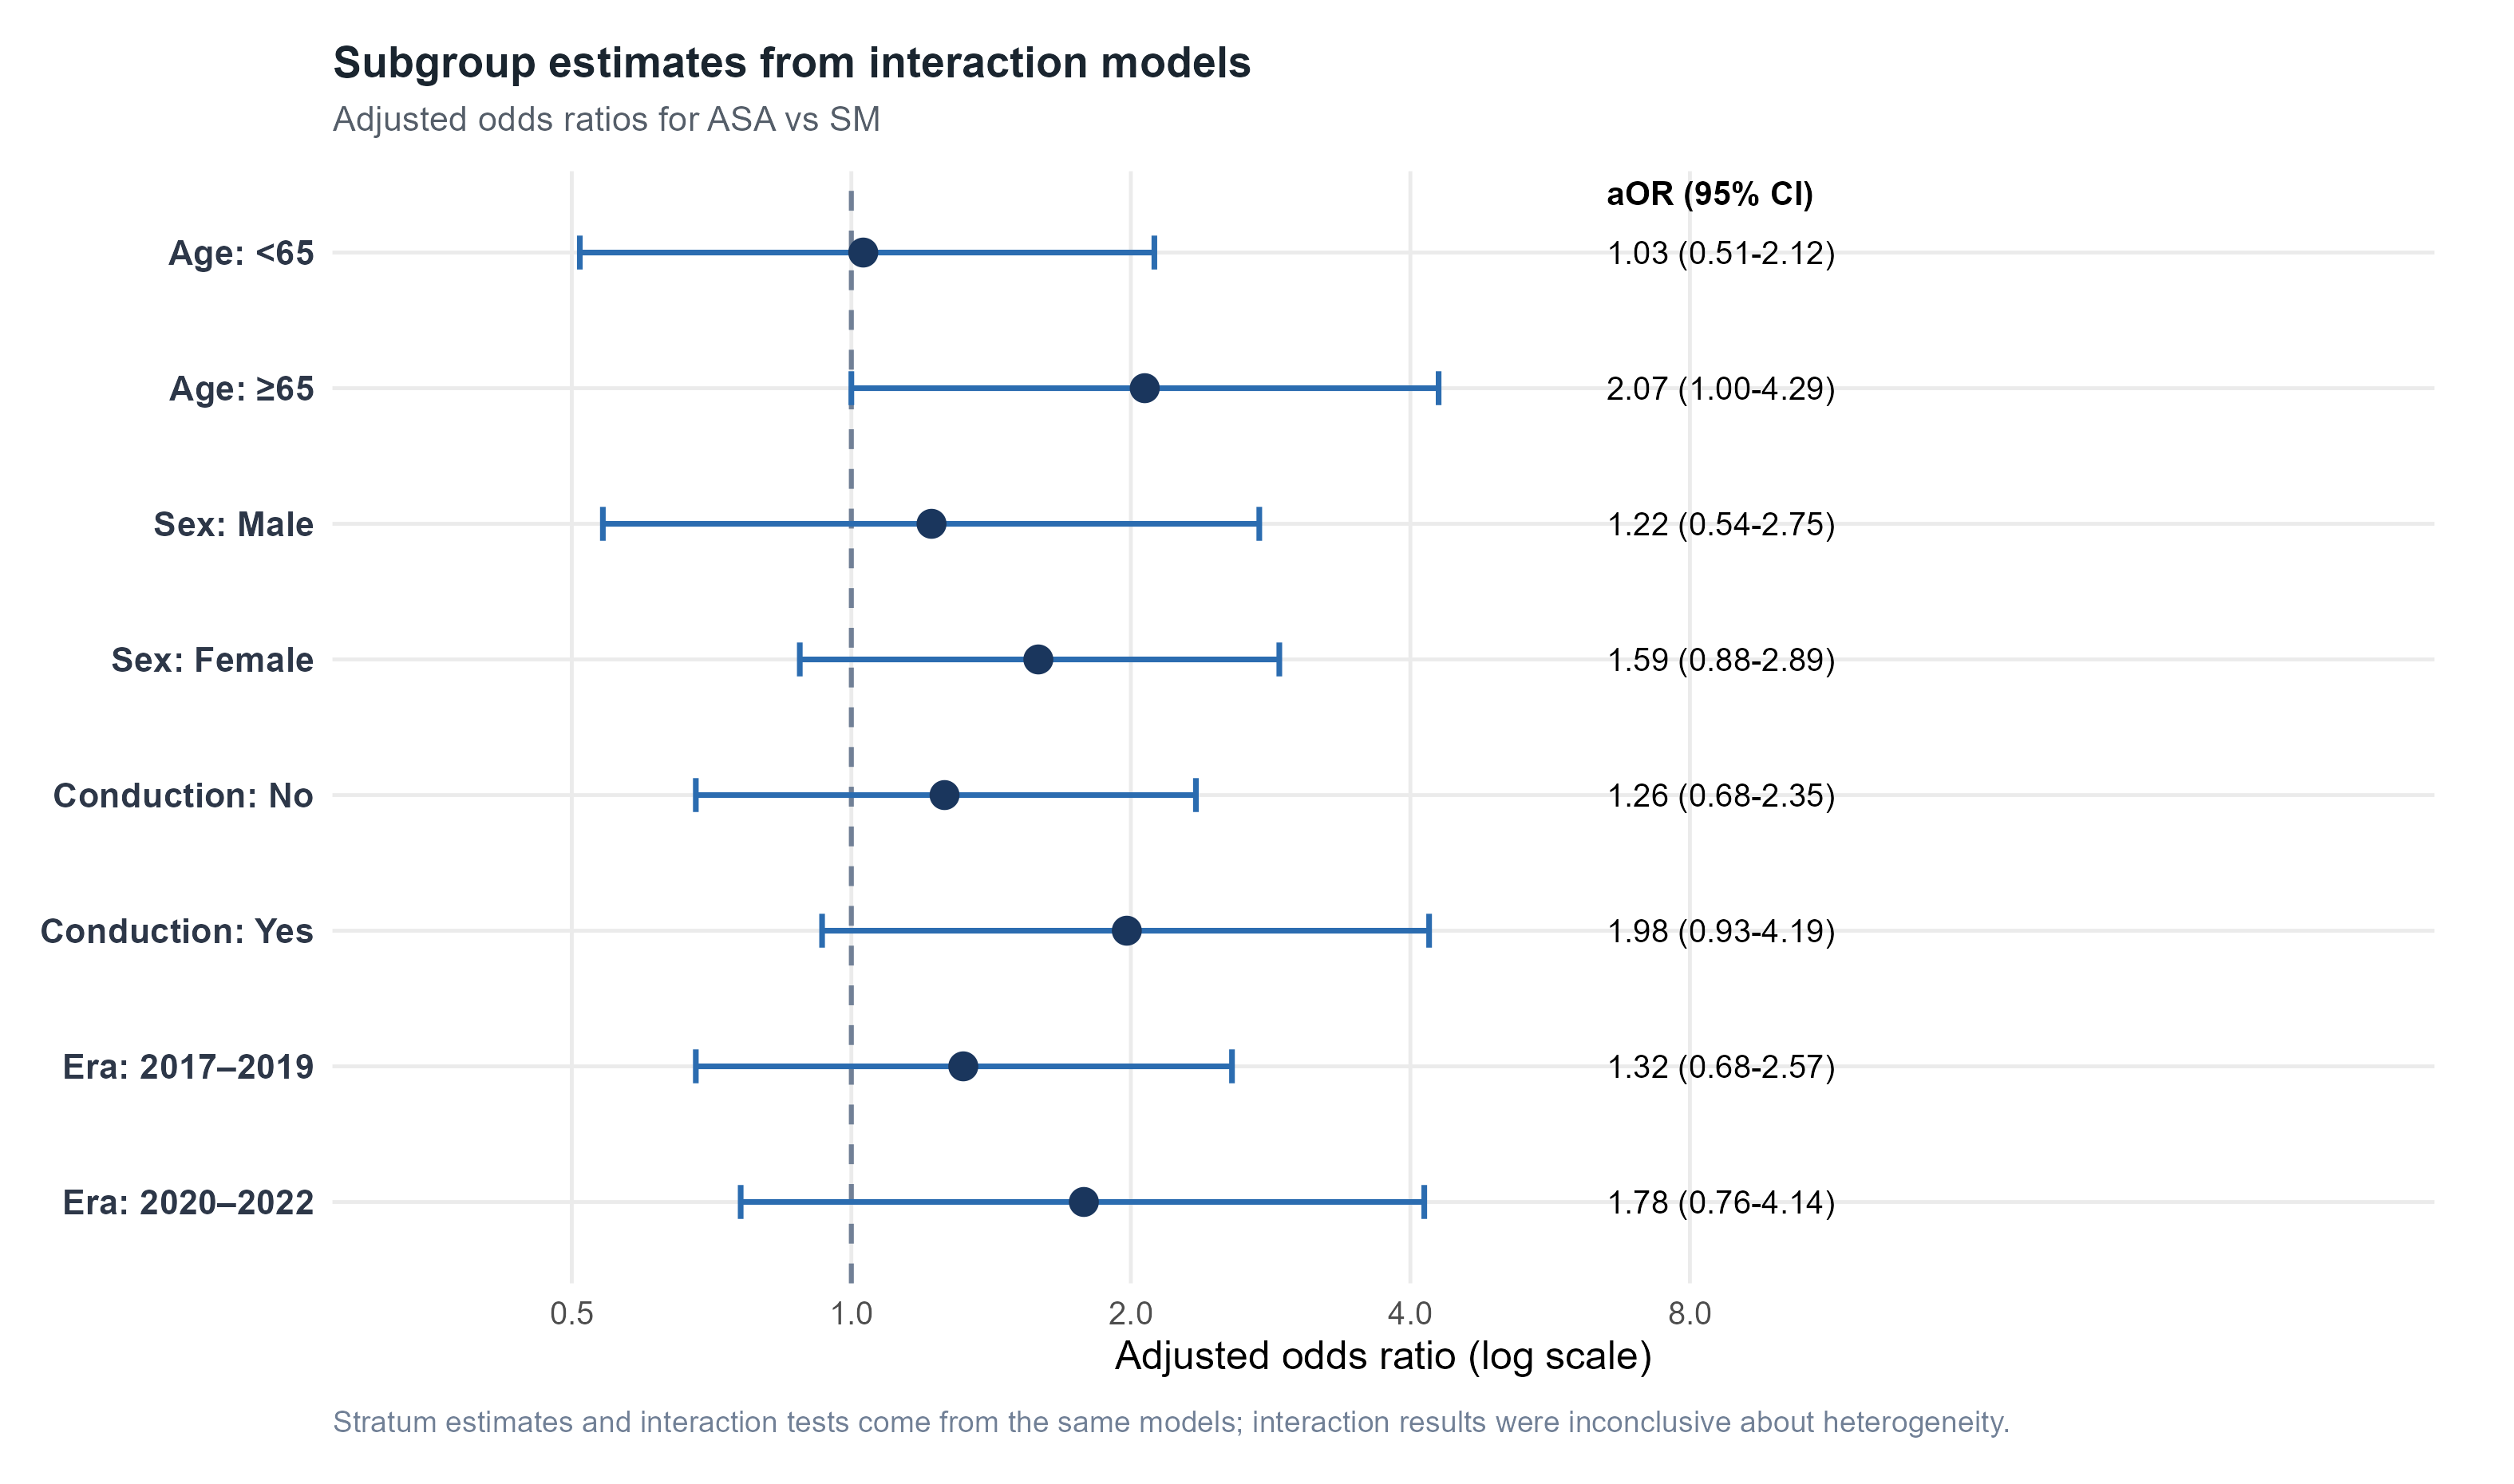 Subgroup estimates from interaction models
Adjusted odds ratios for ASA vs SM
aOR (95% CI)
Age: <65 1.03 (0.51-2.12)
Age: ≥65 2.07 (1.00-4.29)
Sex: Male 1.22 (0.54-2.75)
Sex: Female 1.59 (0.88-2.89)
Conduction: No 1.26 (0.68-2.35)
Conduction: Yes 1.98 (0.93-4.19)
Era: 2017–2019 1.32 (0.68-2.57)
Era: 2020–2022 1.78 (0.76-4.14)
0.5 1.0 2.0 4.0 8.0
Adjusted odds ratio (log scale)
Stratum estimates and interaction tests come from the same models; interaction results were inconclusive about heterogeneity.